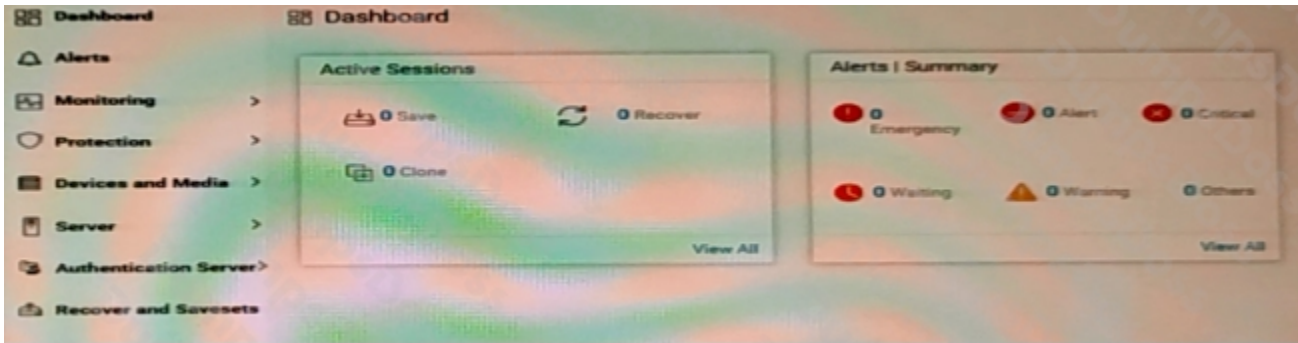 Dashboard
Alerts
Monitoring
Protection
Devices and Media
Server
Authentication Server
Recover and Savesets
Dashboard
Active Sessions
0 Save
0 Recover
0 Clone
View All
Alerts | Summary
0
Emergency
0 Alert
0 Critical
0 Waiting
0 Warning
0 Others
View All